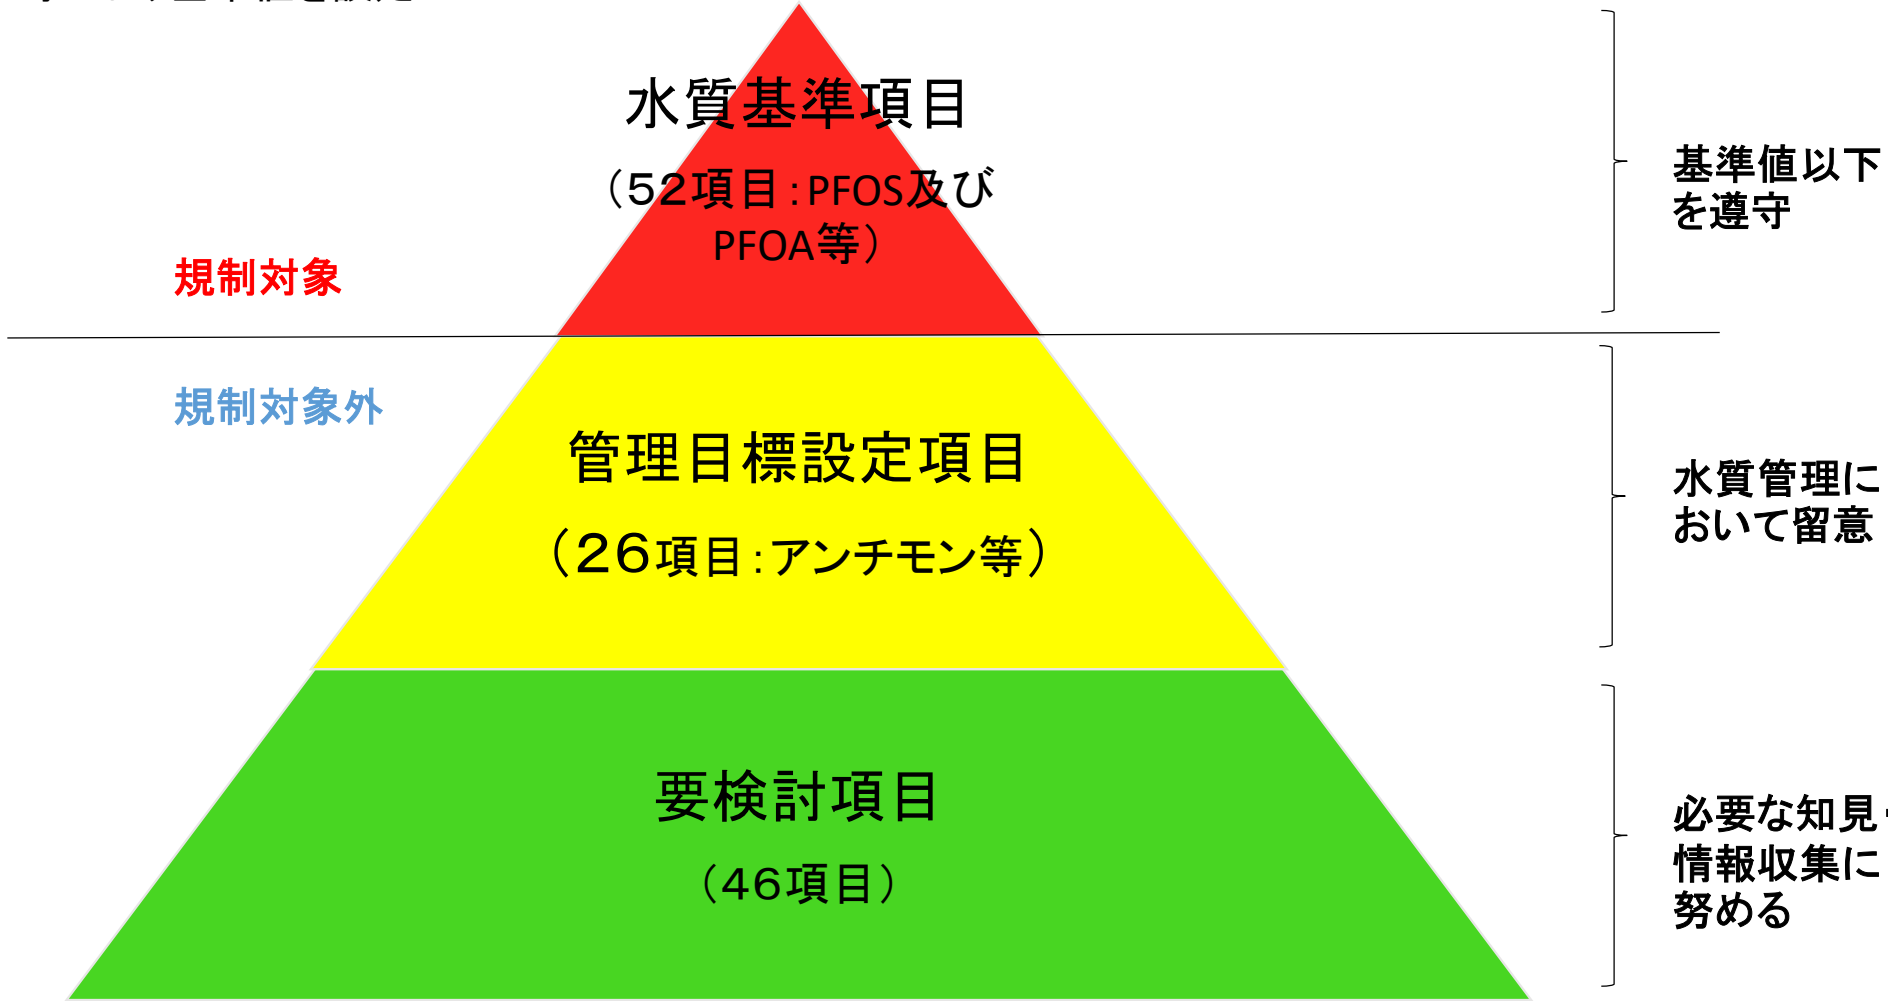 水質基準項目
（52項目：PFOS及び
PFOA等）
基準値以下
を遵守
規制対象
規制対象外
管理目標設定項目
（26項目：アンチモン等）
水質管理に
おいて留意
要検討項目
（46項目）
必要な知見・
情報収集に
努める